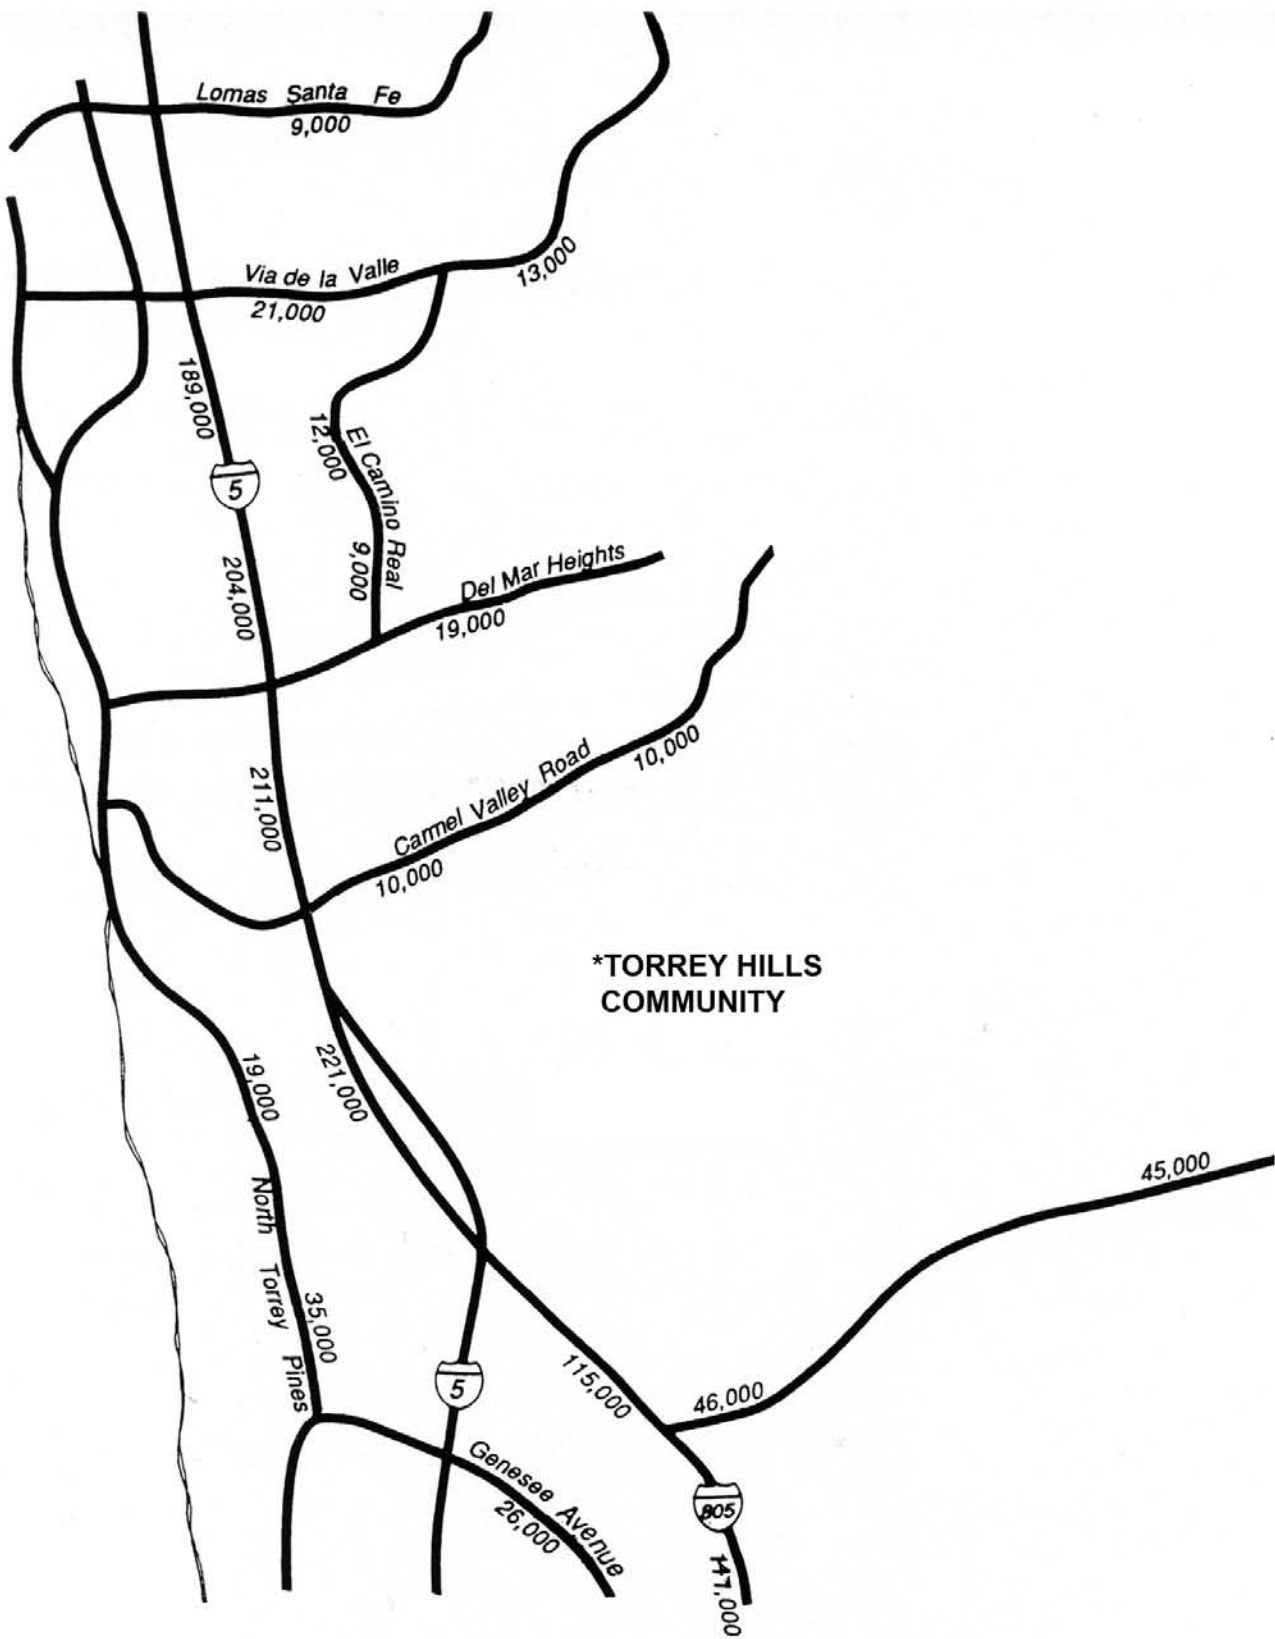 Lomas Santa Fe
9,000
13,000
Via de la Valle
21,000
189,000
12,000
El Camino Real
5
9,000
204,000
Del Mar Heights
19,000
10,000
211,000
Carmel Valley Road
10,000
*TORREY HILLS
COMMUNITY
221,000
19,000
45,000
North Torrey Pines
35,000
115,000
5
46,000
Genesee Avenue
26,000
805
147,000